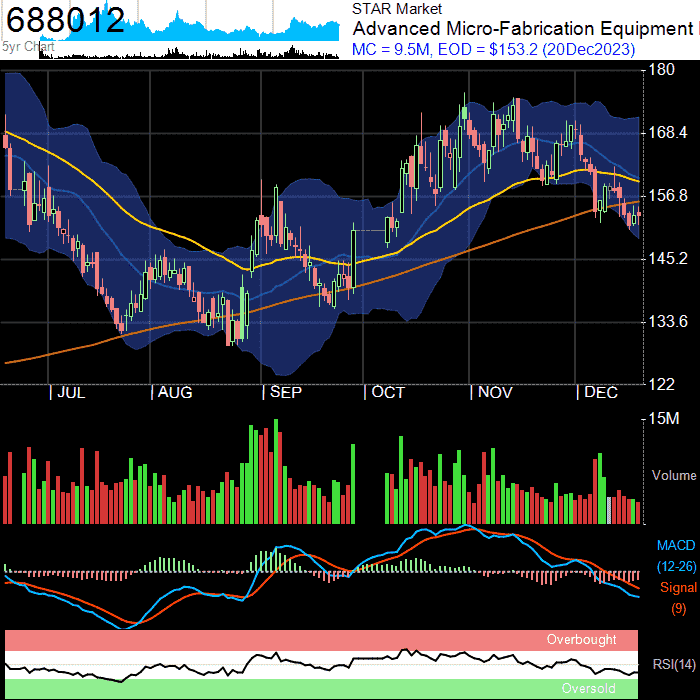 688012
5yr Chart
STAR Market
Advanced Micro-Fabrication Equipment
MC = 9.5M, EOD = $153.2 (20Dec2023)
180
168.4
156.8
145.2
133.6
122
JUL AUG SEP OCT NOV DEC
15M
Volume
MACD
(12-26)
Signal
(9)
Overbought
RSI(14)
Oversold